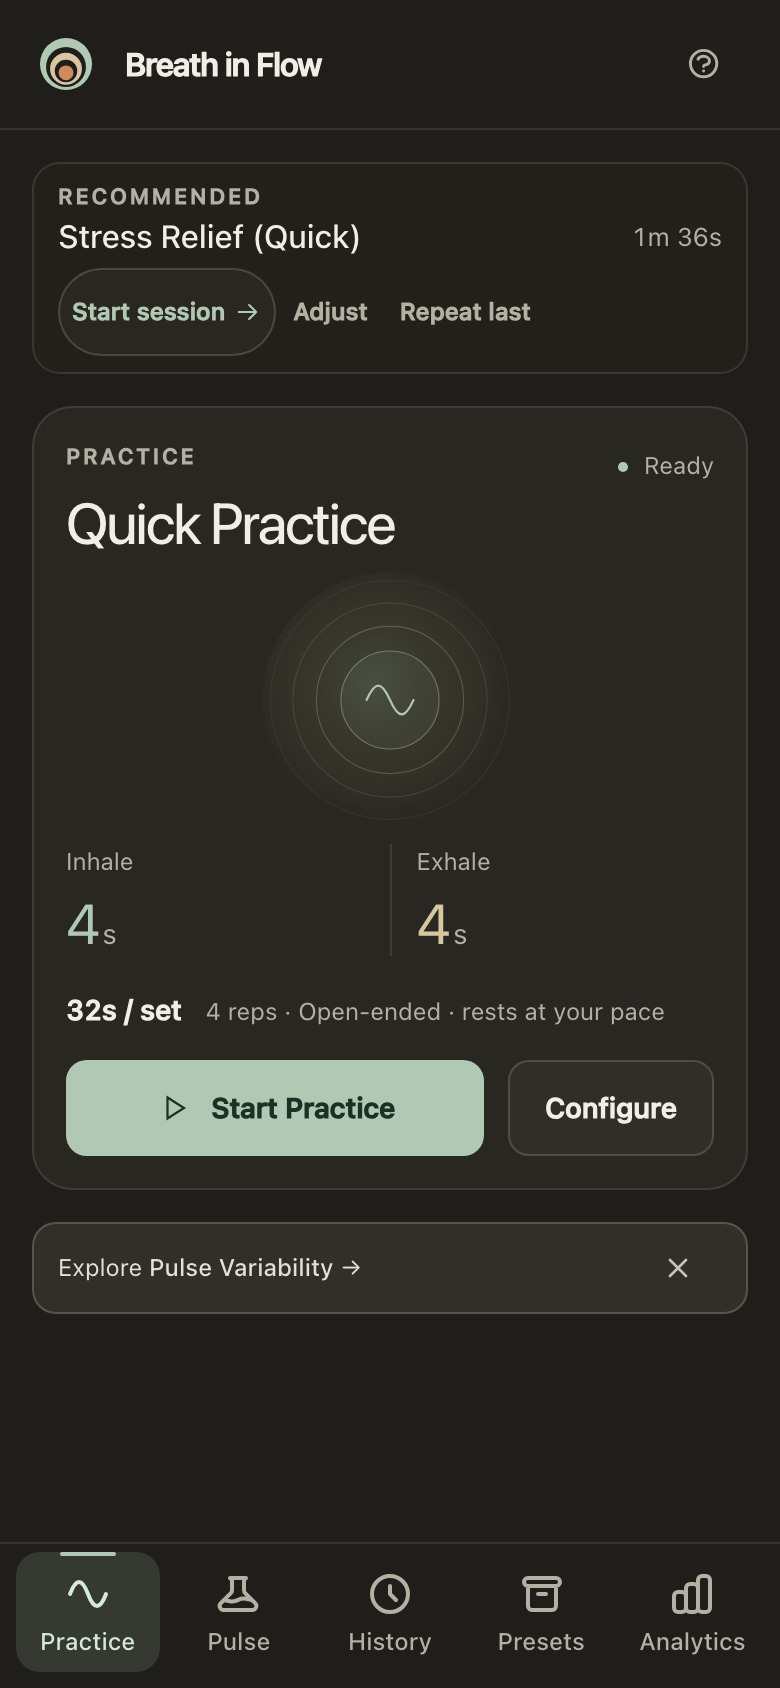 Breath in Flow
RECOMMENDED
Stress Relief (Quick) 1m 36s
Start session → Adjust Repeat last
PRACTICE
Ready
Quick Practice
Inhale Exhale
4s 4s
32s / set 4 reps · Open-ended · rests at your pace
Start Practice Configure
Explore Pulse Variability →
Practice Pulse History Presets Analytics